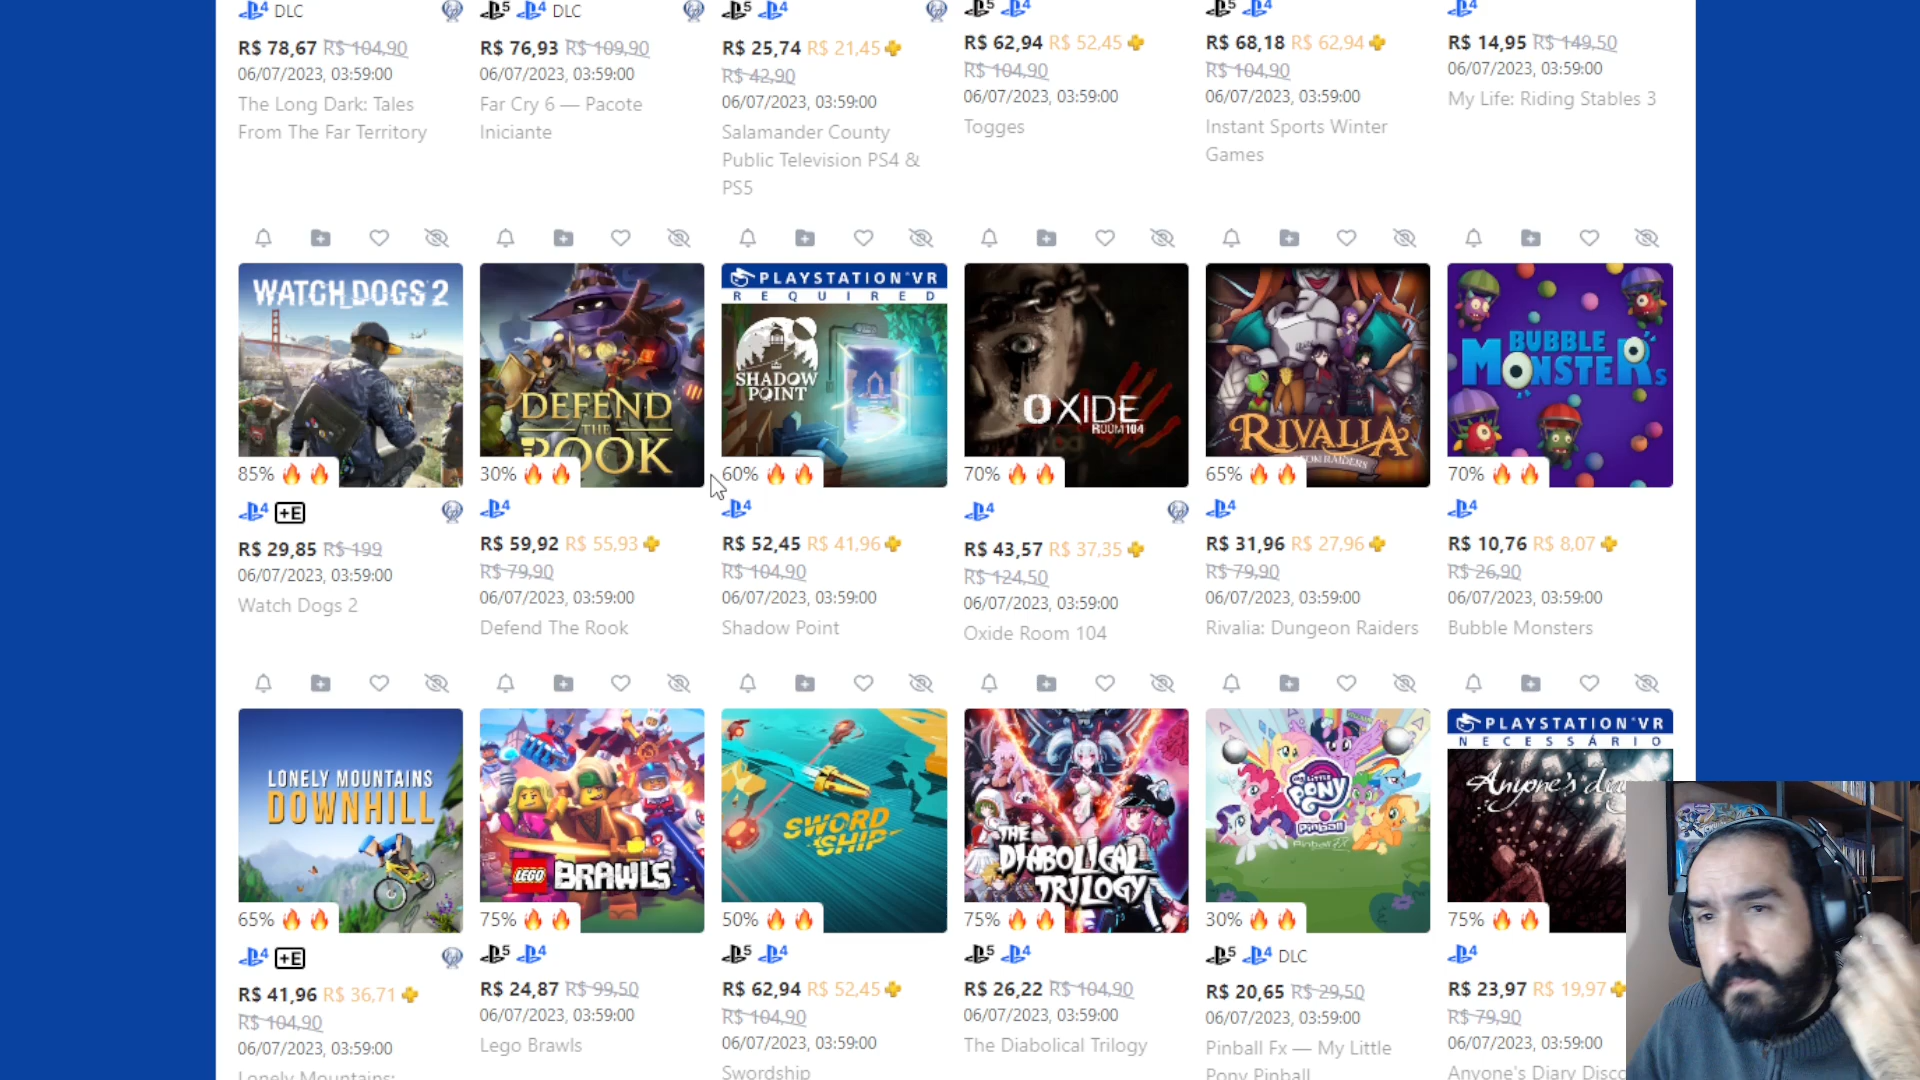 DLC
R$ 78,67 R$ 104,90
06/07/2023, 03:59:00
The Long Dark: Tales
From The Far Territory
DLC
R$ 76,93 R$ 109,90
06/07/2023, 03:59:00
Far Cry 6 — Pacote
Iniciante
R$ 25,74 R$ 21,45
R$ 42,90
06/07/2023, 03:59:00
Salamander County
Public Television PS4 &
PS5
R$ 62,94 R$ 52,45
R$ 104,90
06/07/2023, 03:59:00
Togges
R$ 68,18 R$ 62,94
R$ 104,90
06/07/2023, 03:59:00
Instant Sports Winter
Games
R$ 14,95 R$ 149,50
06/07/2023, 03:59:00
My Life: Riding Stables 3
WATCH_DOGS 2
85%
+E
R$ 29,85 R$ 199
06/07/2023, 03:59:00
Watch Dogs 2
DEFEND
THE
ROOK
30%
R$ 59,92 R$ 55,93
R$ 79,90
06/07/2023, 03:59:00
Defend The Rook
PLAYSTATION®VR
REQUIRED
SHADOW
POINT
60%
R$ 52,45 R$ 41,96
R$ 104,90
06/07/2023, 03:59:00
Shadow Point
OXIDE
ROOM 104
70%
R$ 43,57 R$ 37,35
R$ 124,50
06/07/2023, 03:59:00
Oxide Room 104
RIVALIA
ON RAIDERS
65%
R$ 31,96 R$ 27,96
R$ 79,90
06/07/2023, 03:59:00
Rivalia: Dungeon Raiders
BUBBLE
MONSTERs
70%
R$ 10,76 R$ 8,07
R$ 26,90
06/07/2023, 03:59:00
Bubble Monsters
LONELY MOUNTAINS
DOWNHILL
65%
+E
R$ 41,96 R$ 36,71
R$ 104,90
06/07/2023, 03:59:00
Lonely Mountains:
LEGO BRAWLS
75%
R$ 24,87 R$ 99,50
06/07/2023, 03:59:00
Lego Brawls
SWORD
SHIP
50%
R$ 62,94 R$ 52,45
R$ 104,90
06/07/2023, 03:59:00
Swordship
THE
DIABOLICAL
TRILOGY
75%
R$ 26,22 R$ 104,90
06/07/2023, 03:59:00
The Diabolical Trilogy
MY LITTLE
PONY
Pinball
Pinball FX
30%
DLC
R$ 20,65 R$ 29,50
06/07/2023, 03:59:00
Pinball Fx — My Little
Pony Pinball
PLAYSTATION®VR
NECESSÁRIO
Anyone's
75%
R$ 23,97 R$ 19,97
R$ 79,90
06/07/2023, 03:59:00
Anyone's Diary Disco